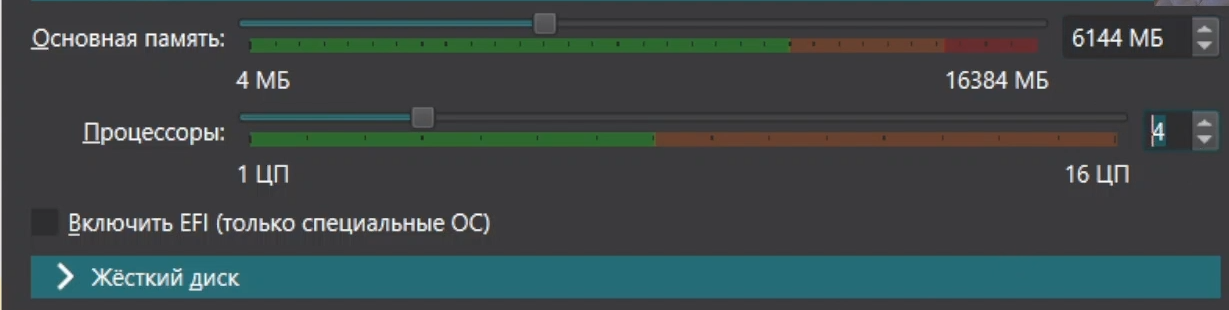 Основная память: 6144 МБ
4 МБ 16384 МБ
Процессоры: 4
1 ЦП 16 ЦП
Включить EFI (только специальные ОС)
Жёсткий диск